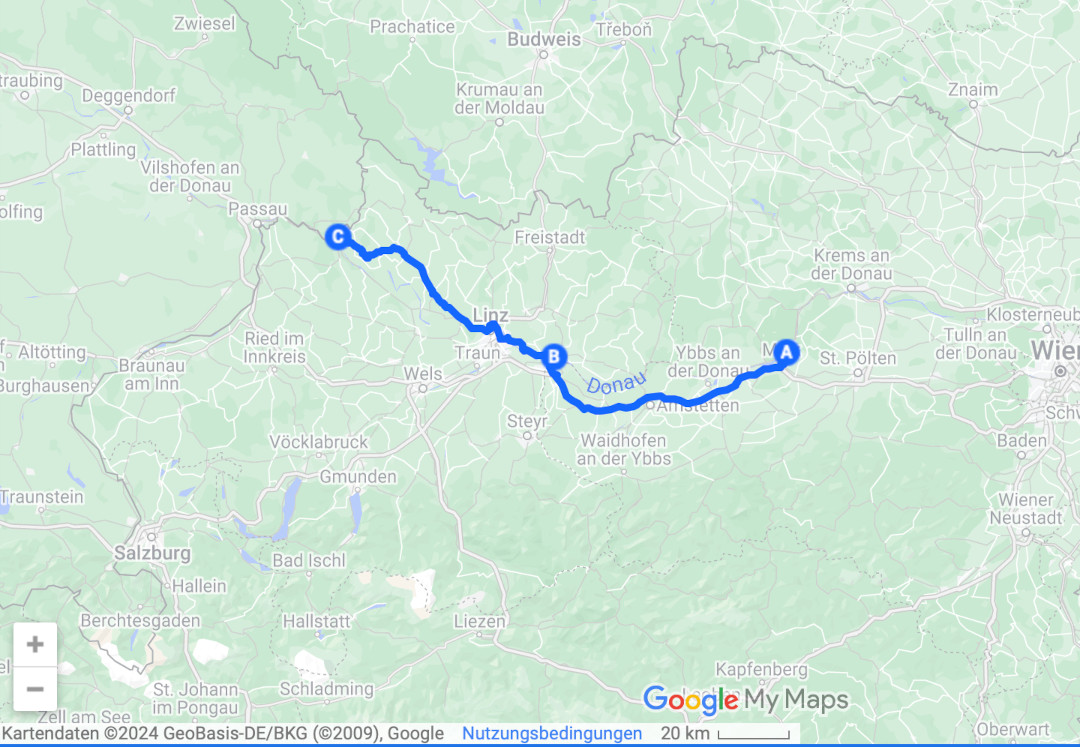 Zwiesel
Prachatice
Třeboň
Budweis
traubing
Deggendorf
Krumau an
der Moldau
Znaim
Plattling
Vilshofen an
der Donau
olfing
Passau
C
Freistadt
Krems an
der Donau
Linz
Klosterneub
Tulln an
der Donau
Altötting
Ried im
Innkreis
Traun
B
Ybbs an
der Donau
A
St. Pölten
Wien
Burghausen
Braunau
am Inn
Wels
Donau
Amstetten
Steyr
Vöcklabruck
Waidhofen
an der Ybbs
Baden
Gmunden
Traunstein
Wiener
Neustadt
Salzburg
Bad Ischl
Hallein
Berchtesgaden
Hallstatt
Liezen
+
−
St. Johann
im Pongau
Schladming
Kapfenberg
Google My Maps
Zell am See
Oberwart
Kartendaten ©2024 GeoBasis-DE/BKG (©2009), Google Nutzungsbedingungen 20 km